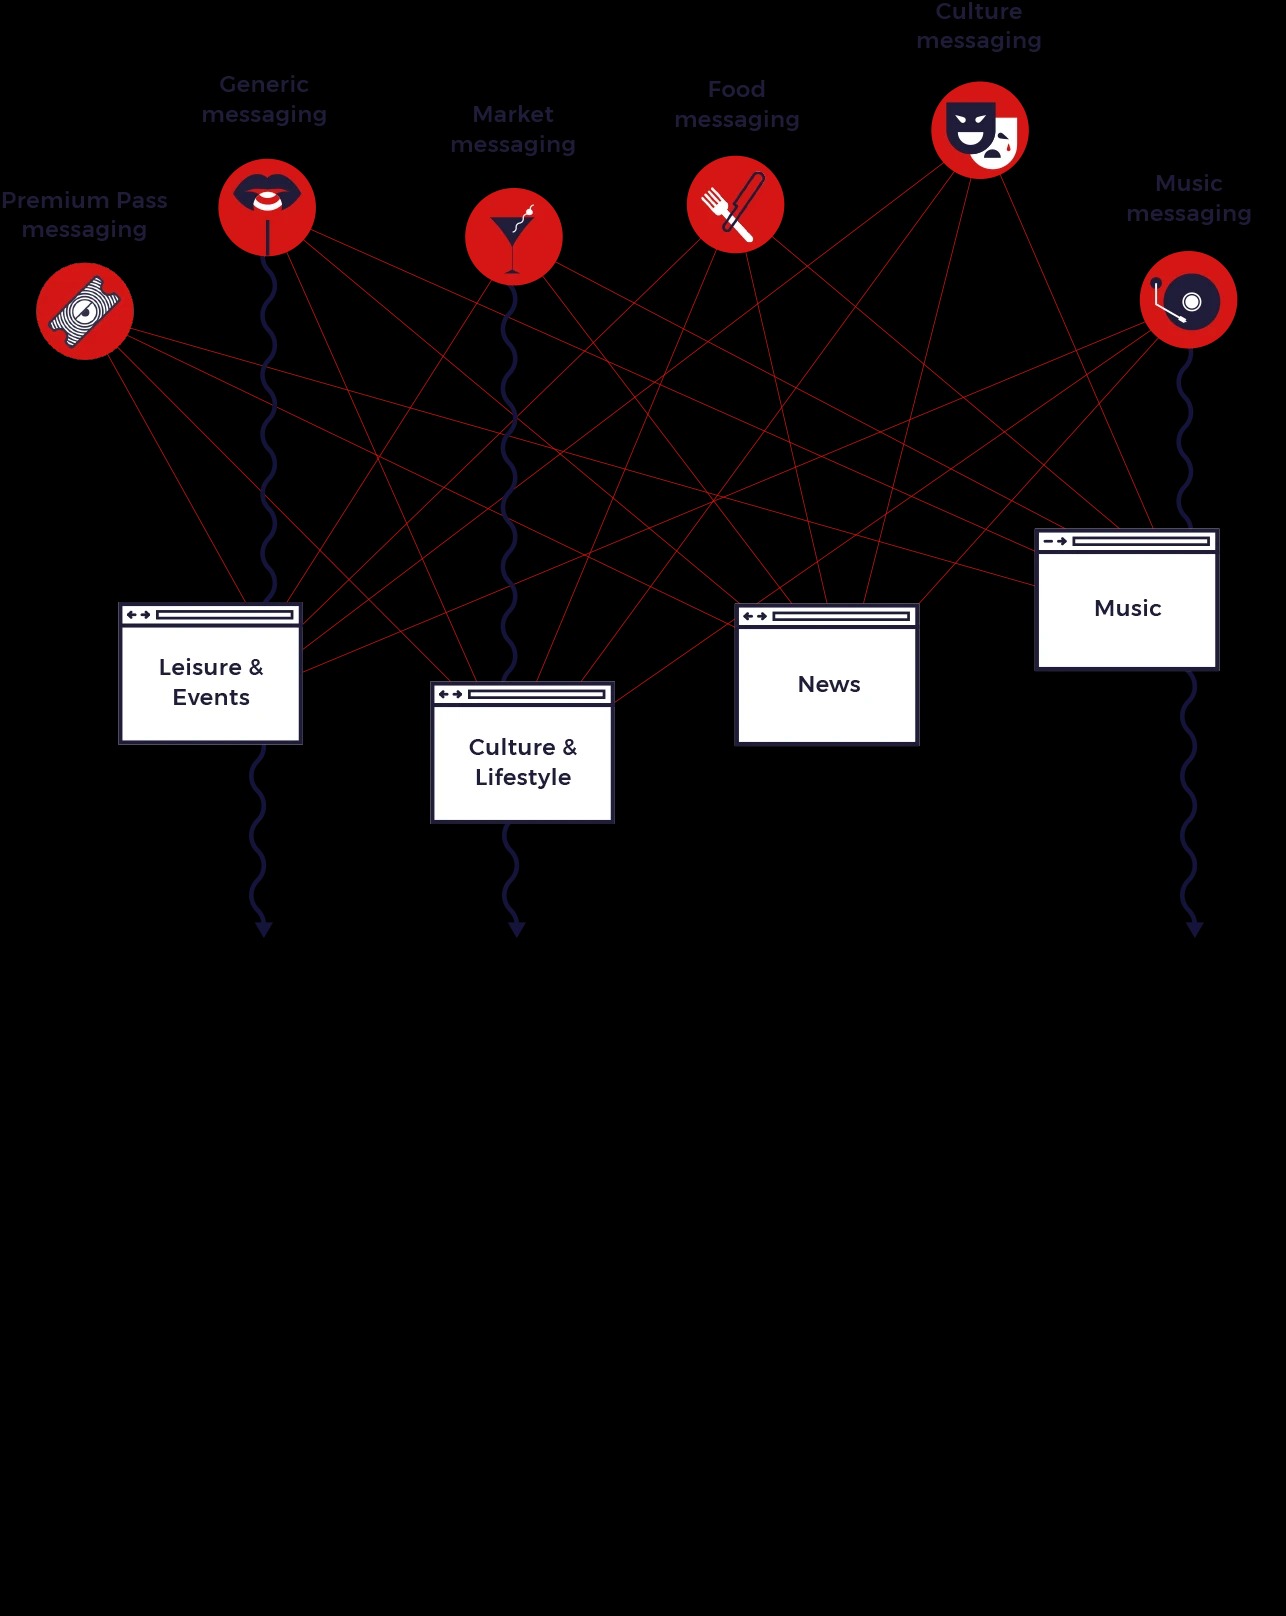 Culture
messaging
Generic
messaging
Food
messaging
Market
messaging
Premium Pass
messaging
Music
messaging
Leisure &
Events
Culture &
Lifestyle
News
Music